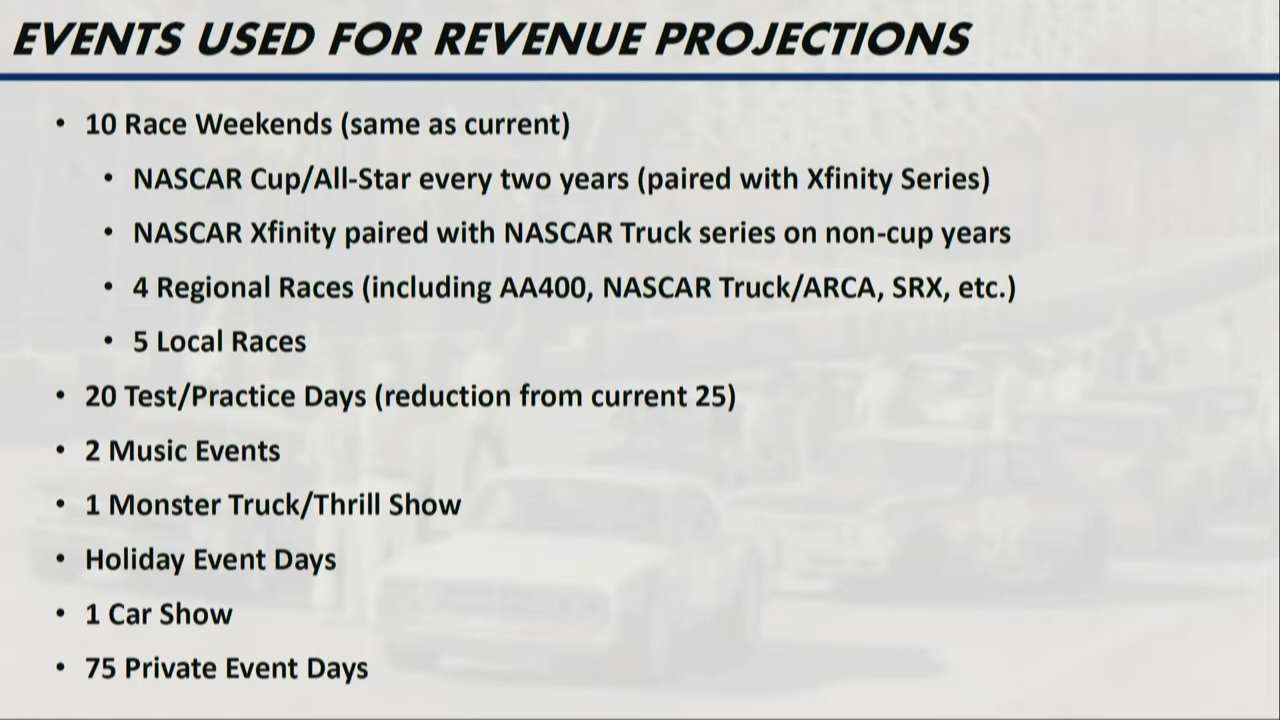 EVENTS USED FOR REVENUE PROJECTIONS
• 10 Race Weekends (same as current)
• NASCAR Cup/All-Star every two years (paired with Xfinity Series)
• NASCAR Xfinity paired with NASCAR Truck series on non-cup years
• 4 Regional Races (including AA400, NASCAR Truck/ARCA, SRX, etc.)
• 5 Local Races
• 20 Test/Practice Days (reduction from current 25)
• 2 Music Events
• 1 Monster Truck/Thrill Show
• Holiday Event Days
• 1 Car Show
• 75 Private Event Days